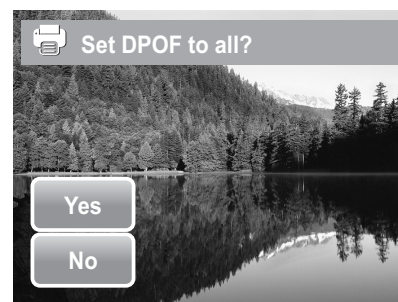 Set DPOF to all?
Yes
No